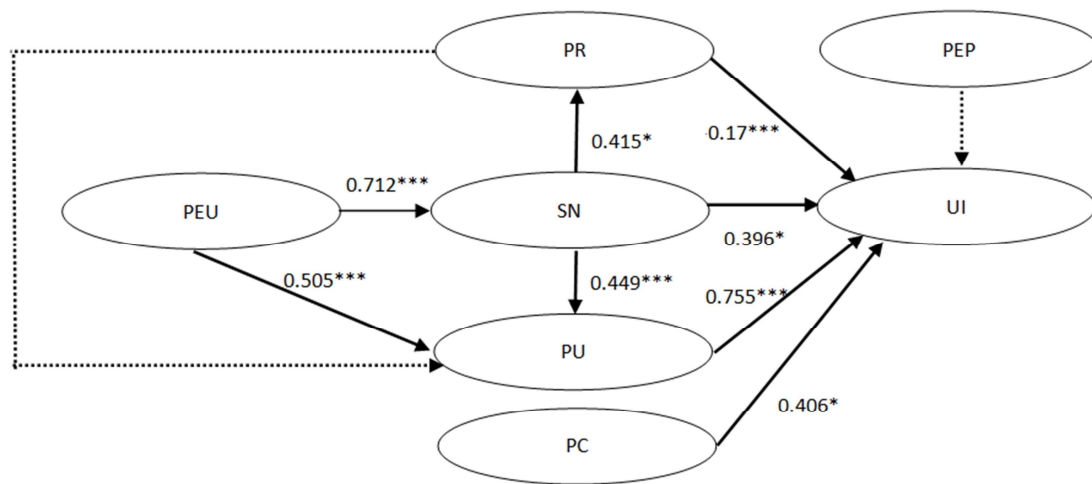 PR
PEP
0.415*
-0.17***
0.712***
PEU
SN
UI
0.396*
0.505***
0.449***
0.755***
PU
0.406*
PC